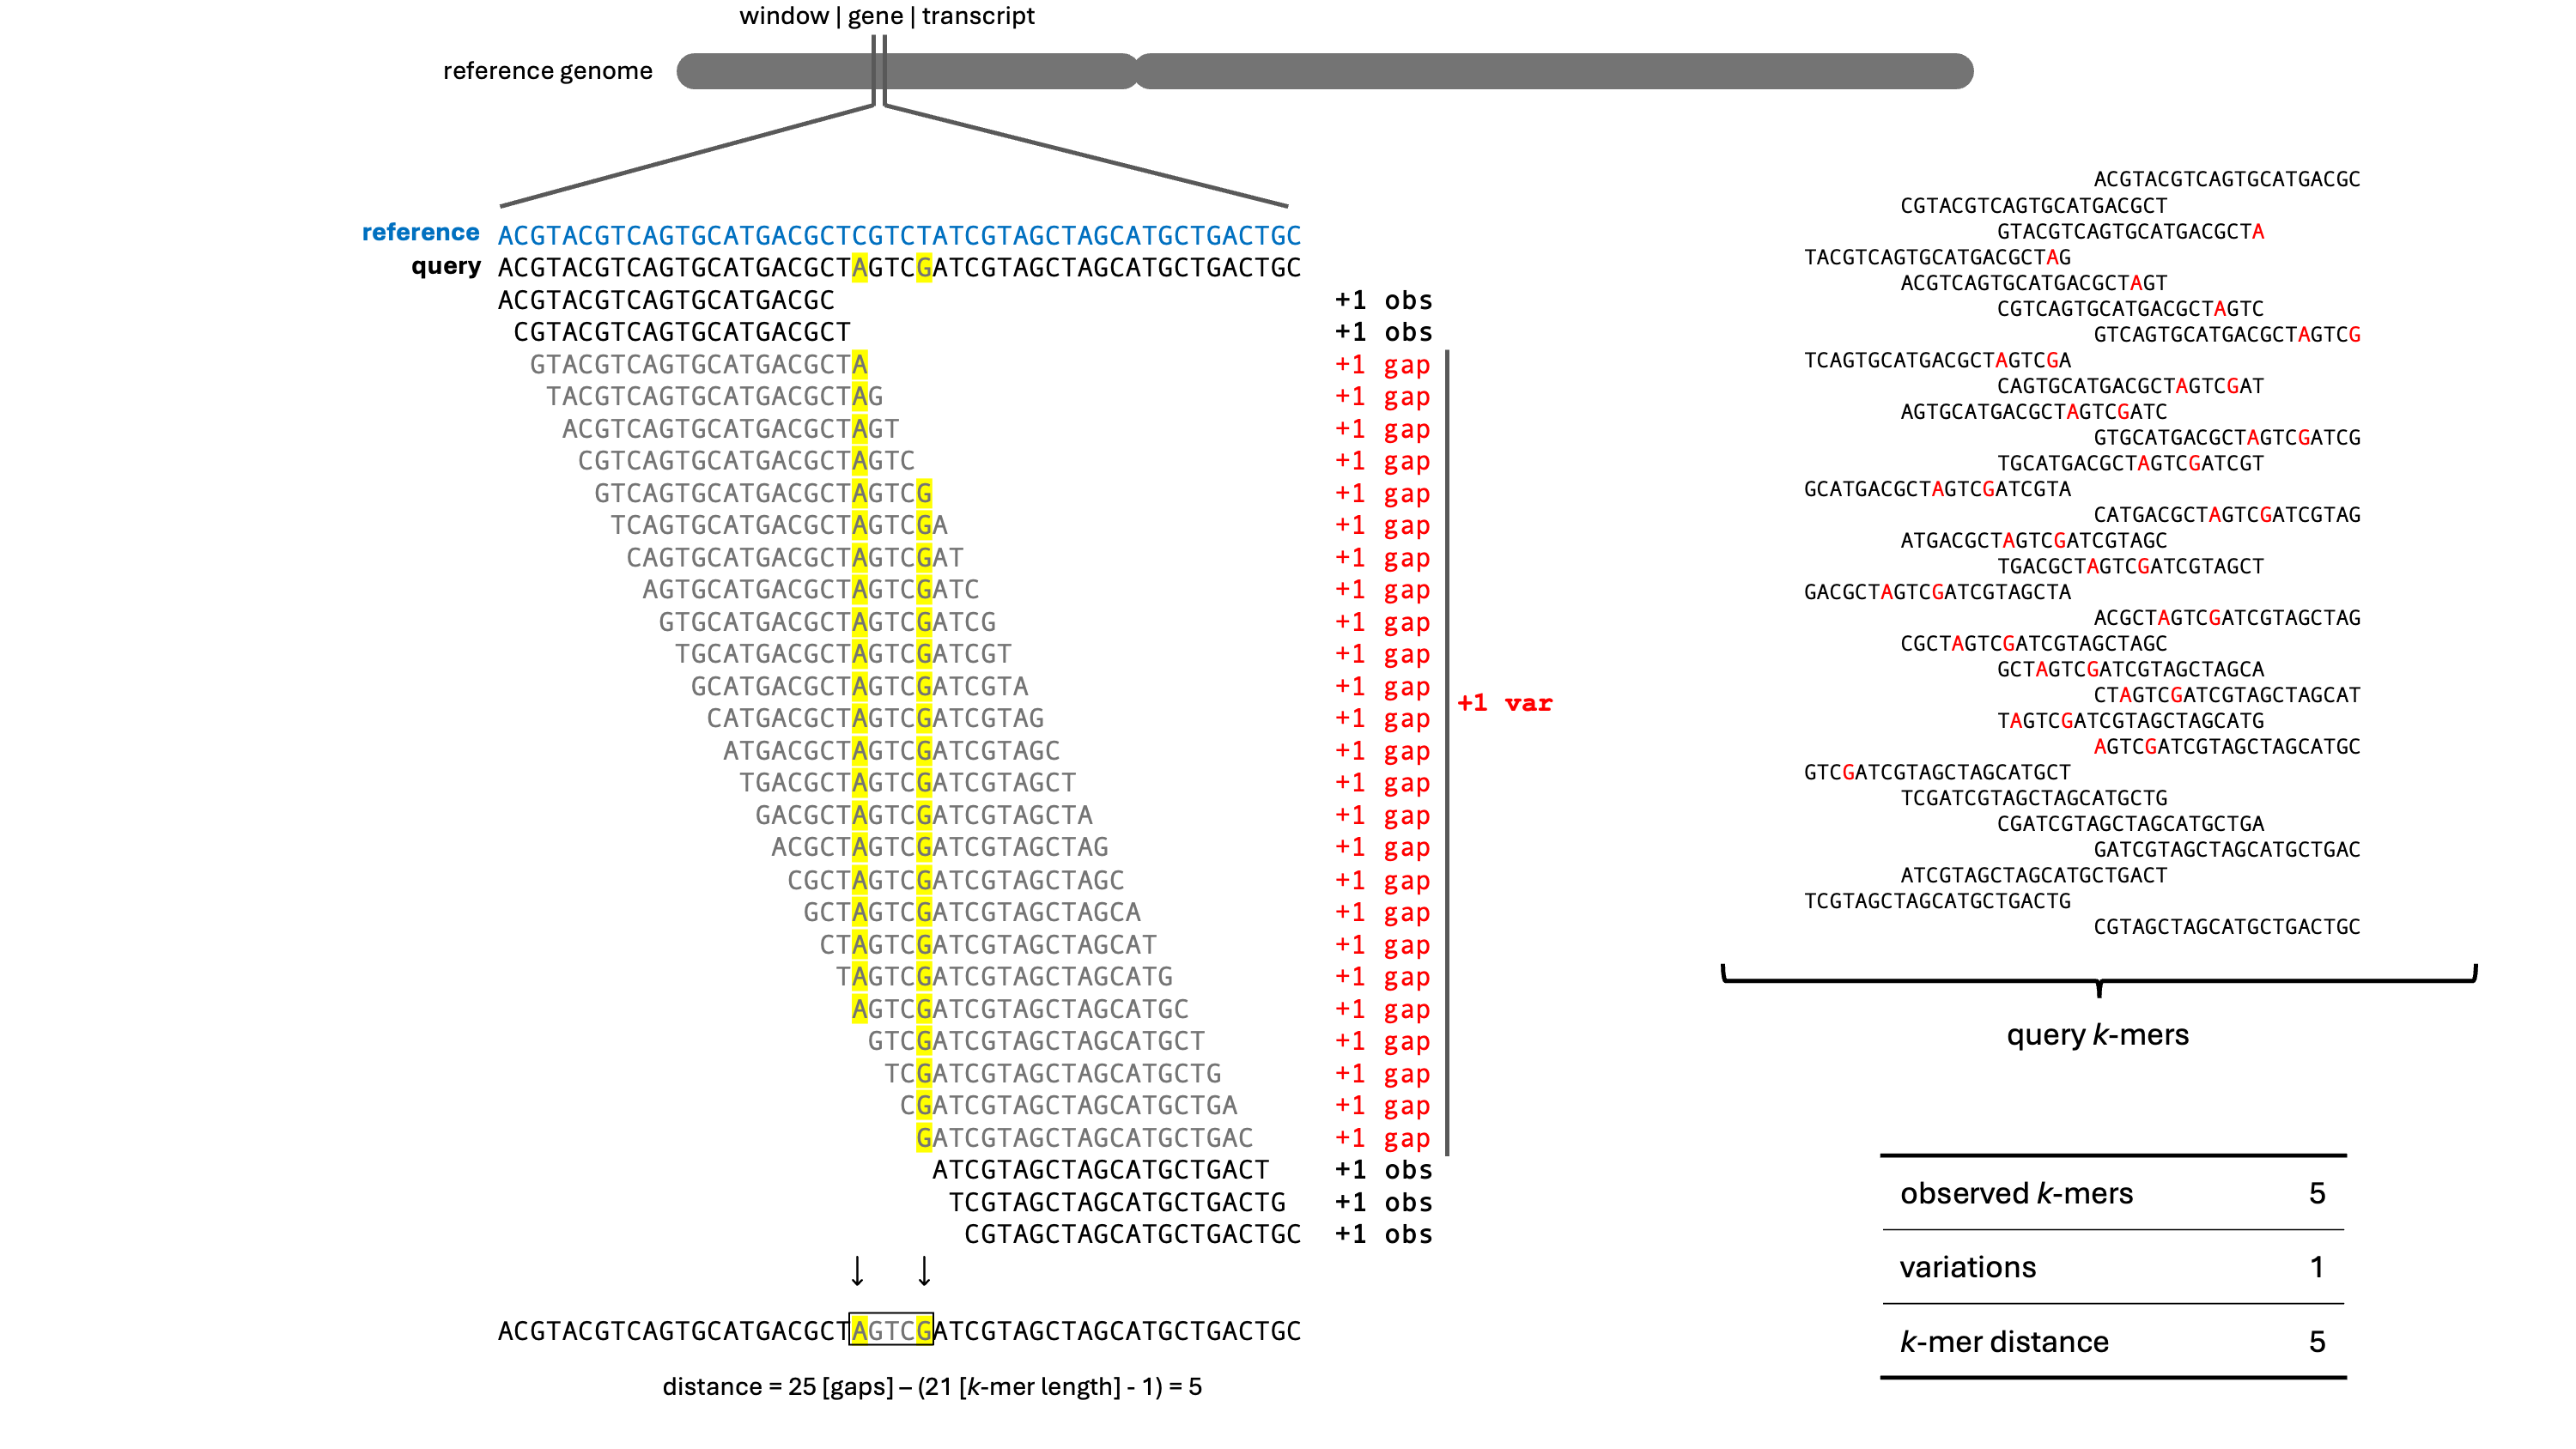 window | gene | transcript
reference genome
reference ACGTACGTCAGTGCATGACGCTCGTCTATCGTAGCTAGCATGCTGACTGC
query ACGTACGTCAGTGCATGACGCTAGTCGATCGTAGCTAGCATGCTGACTGC
ACGTACGTCAGTGCATGACGC +1 obs
CGTACGTCAGTGCATGACGCT +1 obs
GTACGTCAGTGCATGACGCTA +1 gap
TACGTCAGTGCATGACGCTAG +1 gap
ACGTCAGTGCATGACGCTAGT +1 gap
CGTCAGTGCATGACGCTAGTC +1 gap
GTCAGTGCATGACGCTAGTCG +1 gap
TCAGTGCATGACGCTAGTCGA +1 gap
CAGTGCATGACGCTAGTCGAT +1 gap
AGTGCATGACGCTAGTCGATC +1 gap
GTGCATGACGCTAGTCGATCG +1 gap
TGCATGACGCTAGTCGATCGT +1 gap
GCATGACGCTAGTCGATCGTA +1 gap
CATGACGCTAGTCGATCGTAG +1 gap
ATGACGCTAGTCGATCGTAGC +1 gap
TGACGCTAGTCGATCGTAGCT +1 gap
GACGCTAGTCGATCGTAGCTA +1 gap
ACGCTAGTCGATCGTAGCTAG +1 gap
CGCTAGTCGATCGTAGCTAGC +1 gap
GCTAGTCGATCGTAGCTAGCA +1 gap
CTAGTCGATCGTAGCTAGCAT +1 gap
TAGTCGATCGTAGCTAGCATG +1 gap
AGTCGATCGTAGCTAGCATGC +1 gap
GTCGATCGTAGCTAGCATGCT +1 gap
TCGATCGTAGCTAGCATGCTG +1 gap
CGATCGTAGCTAGCATGCTGA +1 gap
GATCGTAGCTAGCATGCTGAC +1 gap
+1 var
ATCGTAGCTAGCATGCTGACT +1 obs
TCGTAGCTAGCATGCTGACTG +1 obs
CGTAGCTAGCATGCTGACTGC +1 obs
↓ ↓
ACGTACGTCAGTGCATGACGCTAGTCGATCGTAGCTAGCATGCTGACTGC
distance = 25 [gaps] – (21 [k-mer length] - 1) = 5
ACGTACGTCAGTGCATGACGC
CGTACGTCAGTGCATGACGCT
GTACGTCAGTGCATGACGCTA
TACGTCAGTGCATGACGCTAG
ACGTCAGTGCATGACGCTAGT
CGTCAGTGCATGACGCTAGTC
GTCAGTGCATGACGCTAGTCG
TCAGTGCATGACGCTAGTCGA
CAGTGCATGACGCTAGTCGAT
AGTGCATGACGCTAGTCGATC
GTGCATGACGCTAGTCGATCG
TGCATGACGCTAGTCGATCGT
GCATGACGCTAGTCGATCGTA
CATGACGCTAGTCGATCGTAG
ATGACGCTAGTCGATCGTAGC
TGACGCTAGTCGATCGTAGCT
GACGCTAGTCGATCGTAGCTA
ACGCTAGTCGATCGTAGCTAG
CGCTAGTCGATCGTAGCTAGC
GCTAGTCGATCGTAGCTAGCA
CTAGTCGATCGTAGCTAGCAT
TAGTCGATCGTAGCTAGCATG
AGTCGATCGTAGCTAGCATGC
GTCGATCGTAGCTAGCATGCT
TCGATCGTAGCTAGCATGCTG
CGATCGTAGCTAGCATGCTGA
GATCGTAGCTAGCATGCTGAC
ATCGTAGCTAGCATGCTGACT
TCGTAGCTAGCATGCTGACTG
CGTAGCTAGCATGCTGACTGC
query k-mers
observed k-mers 5
variations 1
k-mer distance 5